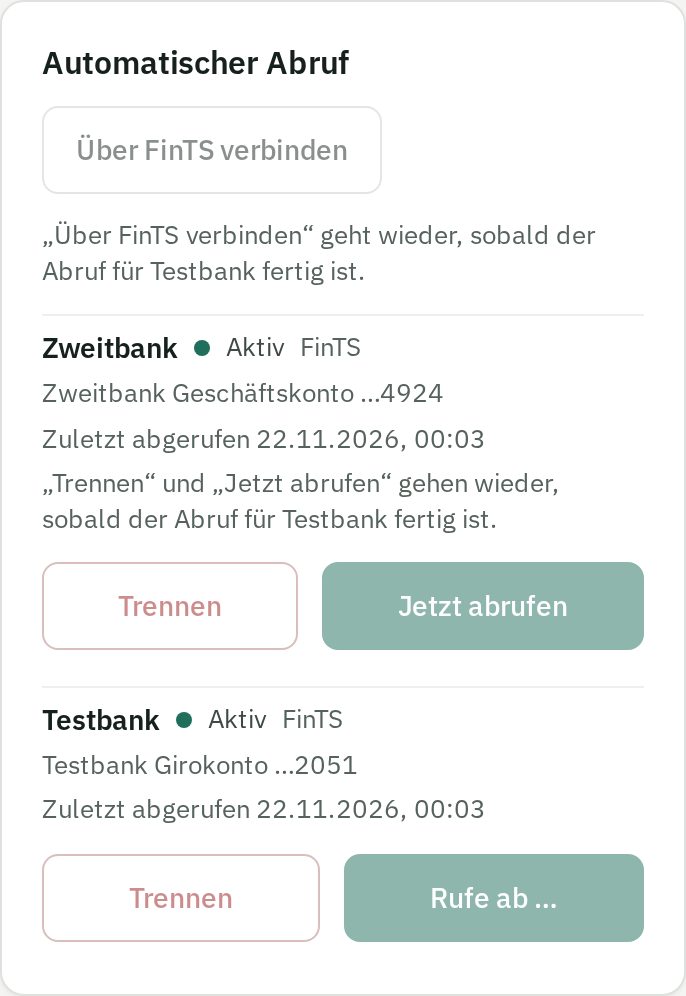 Automatischer Abruf
Über FinTS verbinden
„Über FinTS verbinden“ geht wieder, sobald der
Abruf für Testbank fertig ist.
Zweitbank Aktiv FinTS
Zweitbank Geschäftskonto …4924
Zuletzt abgerufen 22.11.2026, 00:03
„Trennen“ und „Jetzt abrufen“ gehen wieder,
sobald der Abruf für Testbank fertig ist.
Trennen Jetzt abrufen
Testbank Aktiv FinTS
Testbank Girokonto …2051
Zuletzt abgerufen 22.11.2026, 00:03
Trennen Rufe ab …